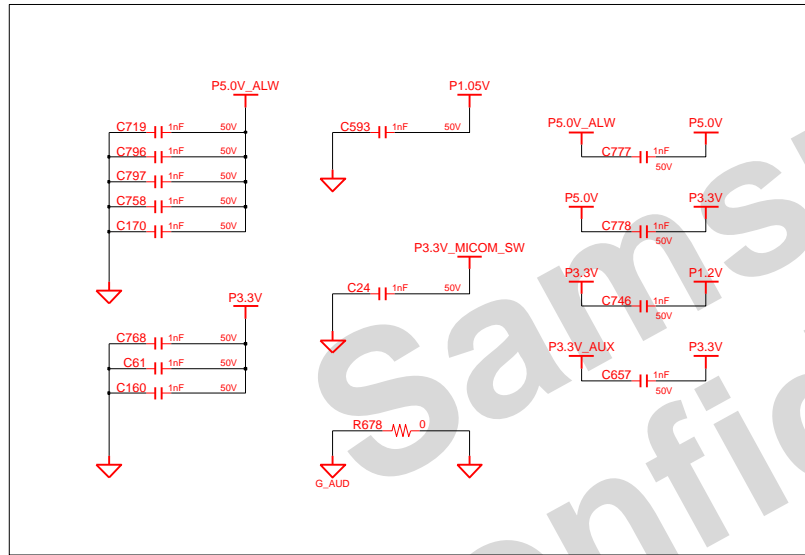 P5.0V_ALW
C719 1nF 50V
C796 1nF 50V
C797 1nF 50V
C758 1nF 50V
C170 1nF 50V
P3.3V
C768 1nF 50V
C61 1nF 50V
C160 1nF 50V
P1.05V
C593 1nF 50V
P3.3V_MICOM_SW
C24 1nF 50V
R678 0
G_AUD
P5.0V_ALW P5.0V
C777 1nF
50V
P5.0V P3.3V
C778 1nF
50V
P3.3V P1.2V
C746 1nF
50V
P3.3V_AUX P3.3V
C657 1nF
50V